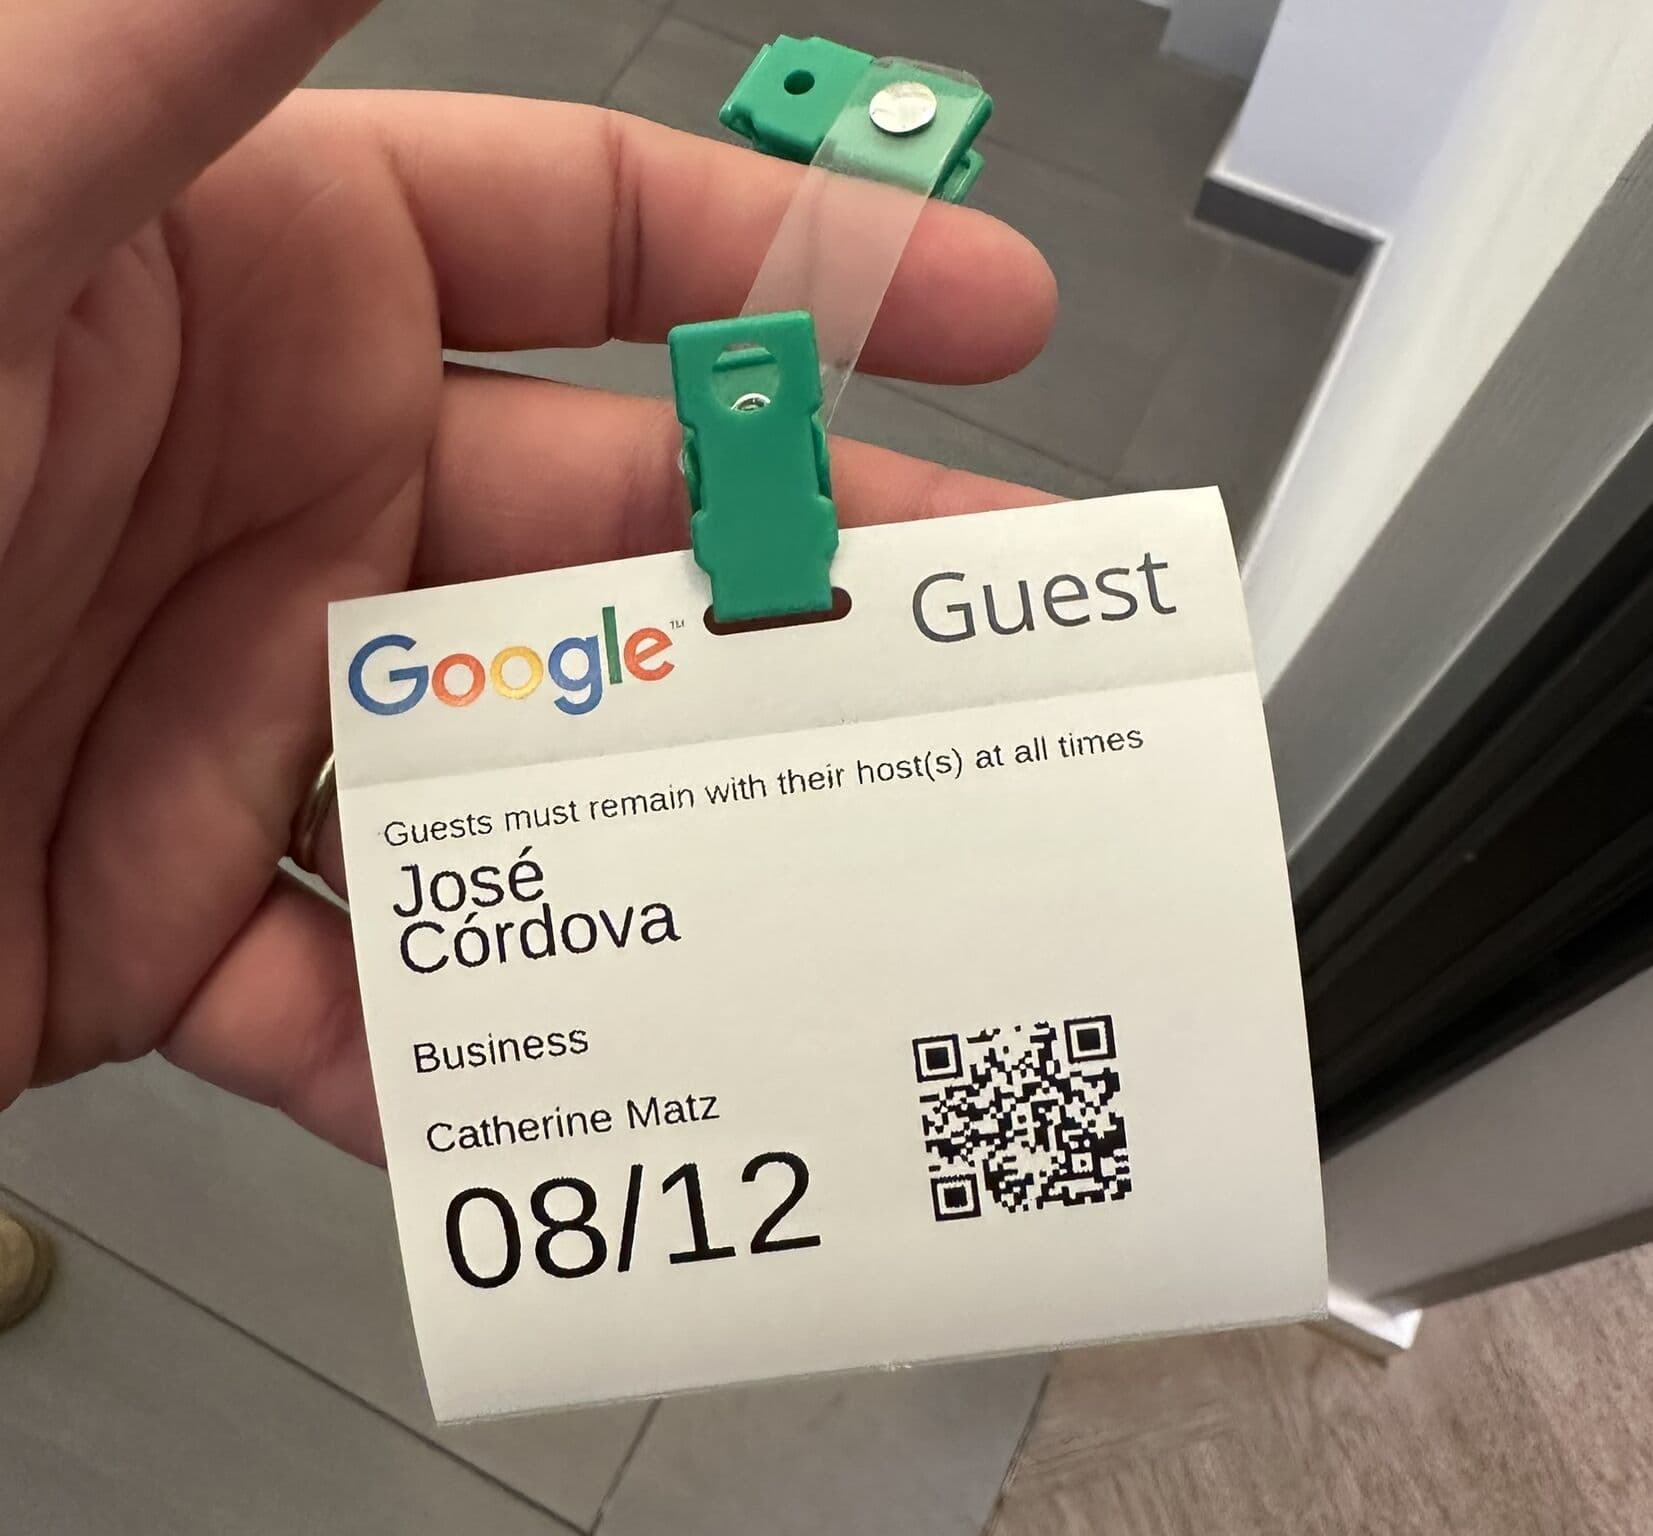 Google™ Guest
Guests must remain with their host(s) at all times
José
Córdova
Business
Catherine Matz
08/12